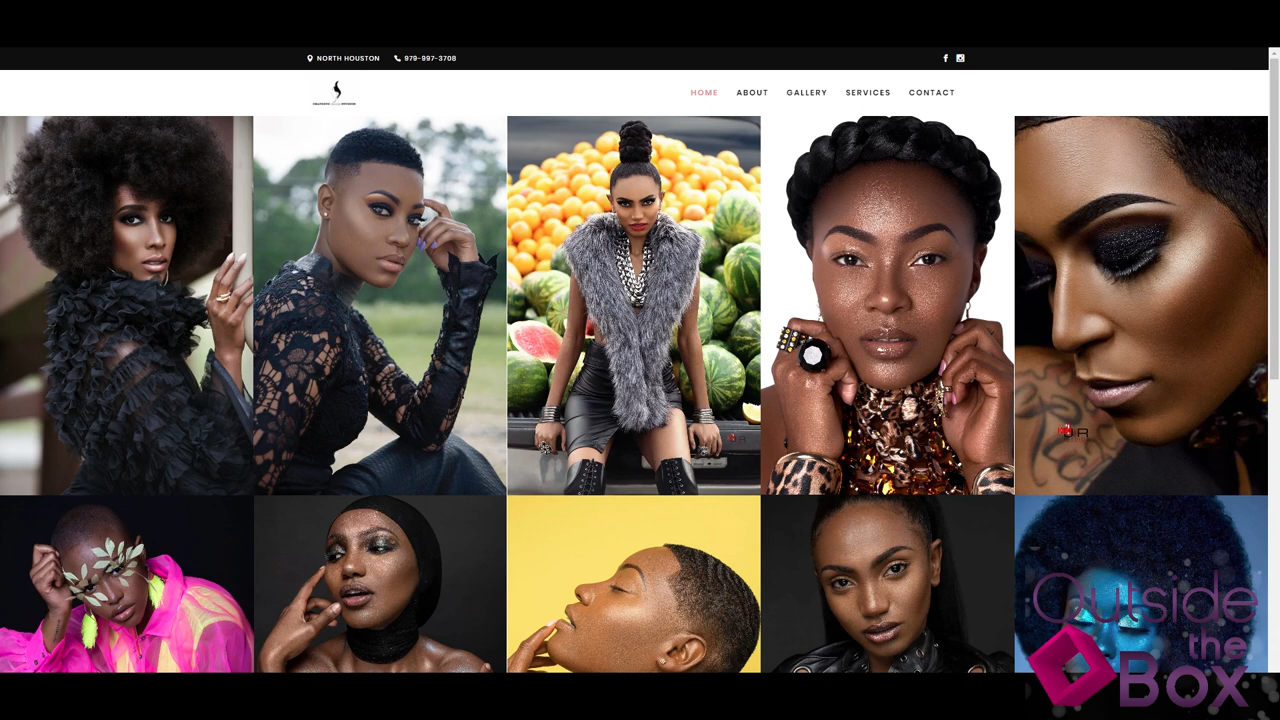 NORTH HOUSTON 979-997-3708
HOME ABOUT GALLERY SERVICES CONTACT
Outside
the
Box